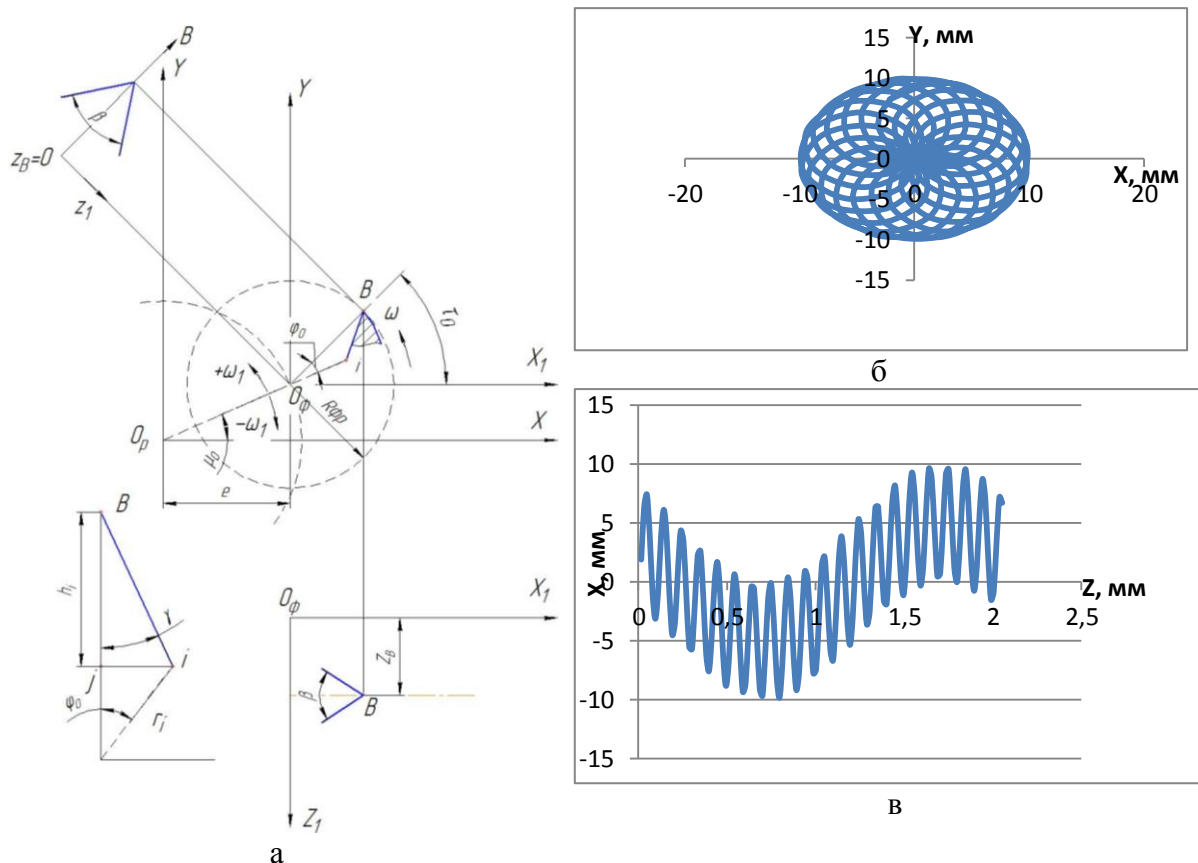 B
Y
β
z_B=0
z_1
Y
B
τ_0
ω
φ_0
i
X_1
+ω_1
O_ф
Rфр
-ω_1
O_р
X
μ_0
e
B
h_i
γ
j
i
φ_0
r_i
O_ф
X_1
z_B
β
B
Z_1
а
Y, мм
15
10
5
0
-20
-10
0
10
20
X, мм
-5
-10
-15
б
15
10
5
0
-5
-10
-15
X, мм
0
0,5
1
1,5
2
2,5
Z, мм
в